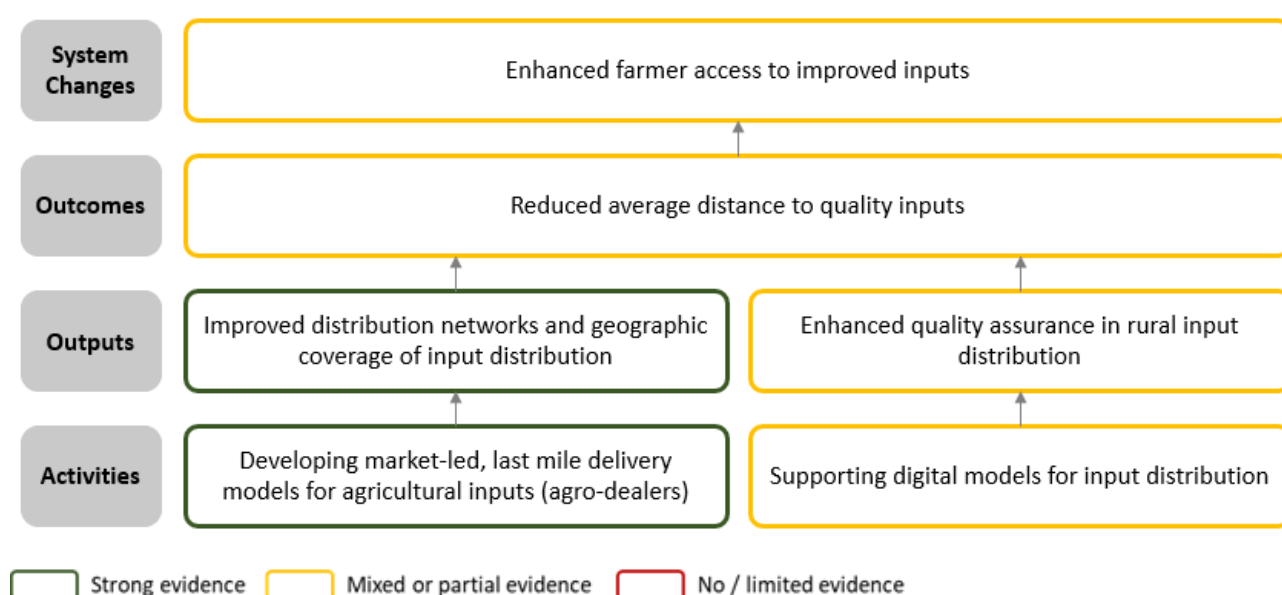 System
Changes
Enhanced farmer access to improved inputs
Outcomes
Reduced average distance to quality inputs
Outputs
Improved distribution networks and geographic
coverage of input distribution
Enhanced quality assurance in rural input
distribution
Activities
Developing market-led, last mile delivery
models for agricultural inputs (agro-dealers)
Supporting digital models for input distribution
Strong evidence
Mixed or partial evidence
No / limited evidence